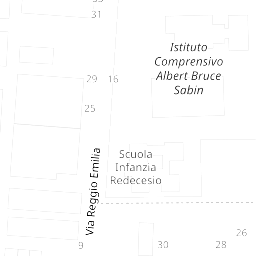 31
Istituto
Comprensivo
Albert Bruce
Sabin
29
16
25
Scuola
Infanzia
Redecesio
Via Reggio Emilia
26
9
30
28